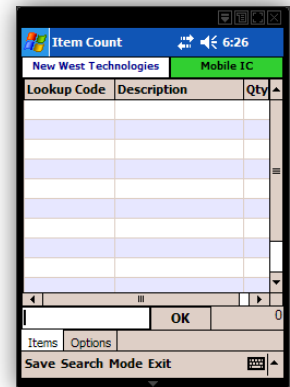 Item Count 6:26
New West Technologies Mobile IC
Lookup Code Description Qty
OK 0
Items Options
Save Search Mode Exit